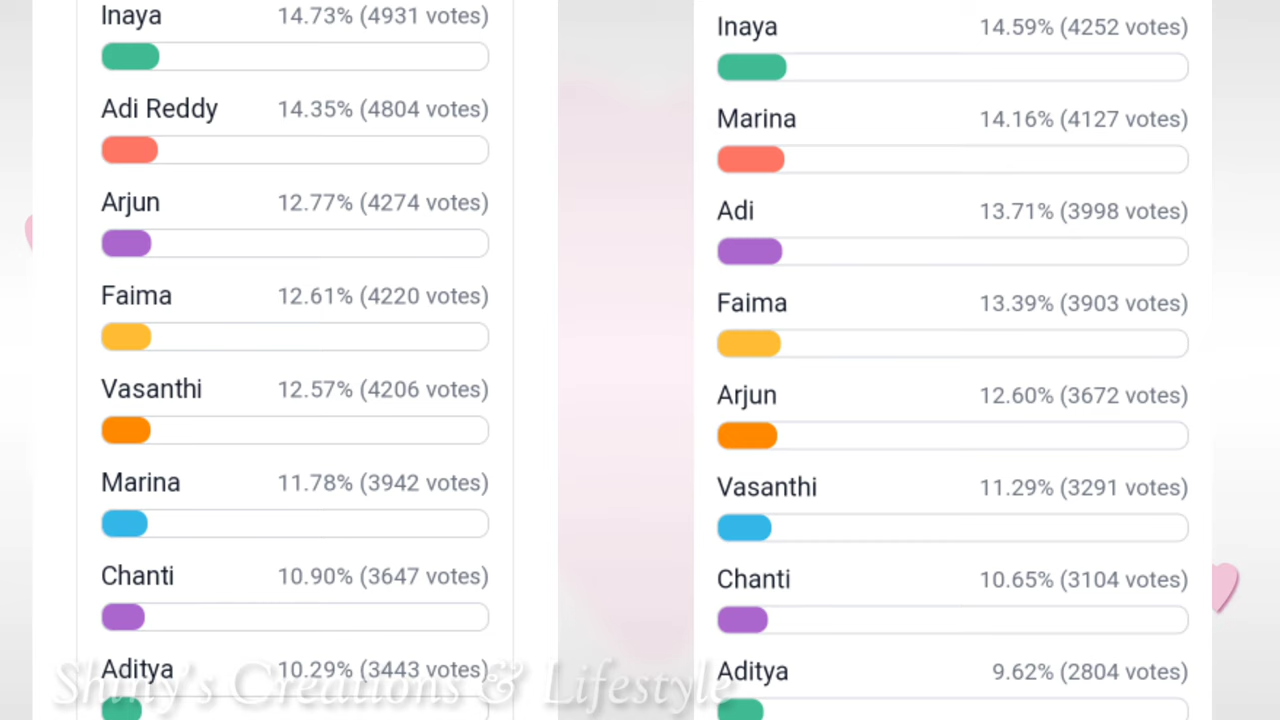 Inaya 14.73% (4931 votes)
Adi Reddy 14.35% (4804 votes)
Arjun 12.77% (4274 votes)
Faima 12.61% (4220 votes)
Vasanthi 12.57% (4206 votes)
Marina 11.78% (3942 votes)
Chanti 10.90% (3647 votes)
Aditya 10.29% (3443 votes)
Inaya 14.59% (4252 votes)
Marina 14.16% (4127 votes)
Adi 13.71% (3998 votes)
Faima 13.39% (3903 votes)
Arjun 12.60% (3672 votes)
Vasanthi 11.29% (3291 votes)
Chanti 10.65% (3104 votes)
Aditya 9.62% (2804 votes)
Shiny's Creations & Lifestyle